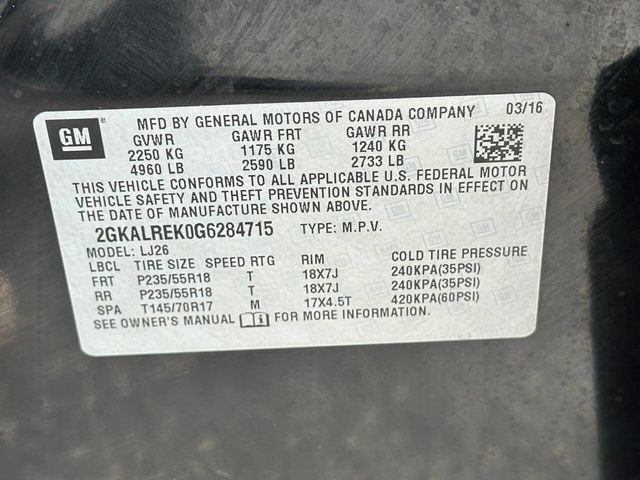 GM ® MFD BY GENERAL MOTORS OF CANADA COMPANY 03/16
GVWR GAWR FRT GAWR RR
2250 KG 1175 KG 1240 KG
4960 LB 2590 LB 2733 LB
THIS VEHICLE CONFORMS TO ALL APPLICABLE U.S. FEDERAL MOTOR
VEHICLE SAFETY AND THEFT PREVENTION STANDARDS IN EFFECT ON
THE DATE OF MANUFACTURE SHOWN ABOVE.
2GKALREK0G6284715 TYPE: M.P.V.
MODEL: LJ26
LBCL TIRE SIZE SPEED RTG RIM COLD TIRE PRESSURE
FRT P235/55R18 T 18X7J 240KPA(35PSI)
RR P235/55R18 T 18X7J 240KPA(35PSI)
SPA T145/70R17 M 17X4.5T 420KPA(60PSI)
SEE OWNER'S MANUAL FOR MORE INFORMATION.